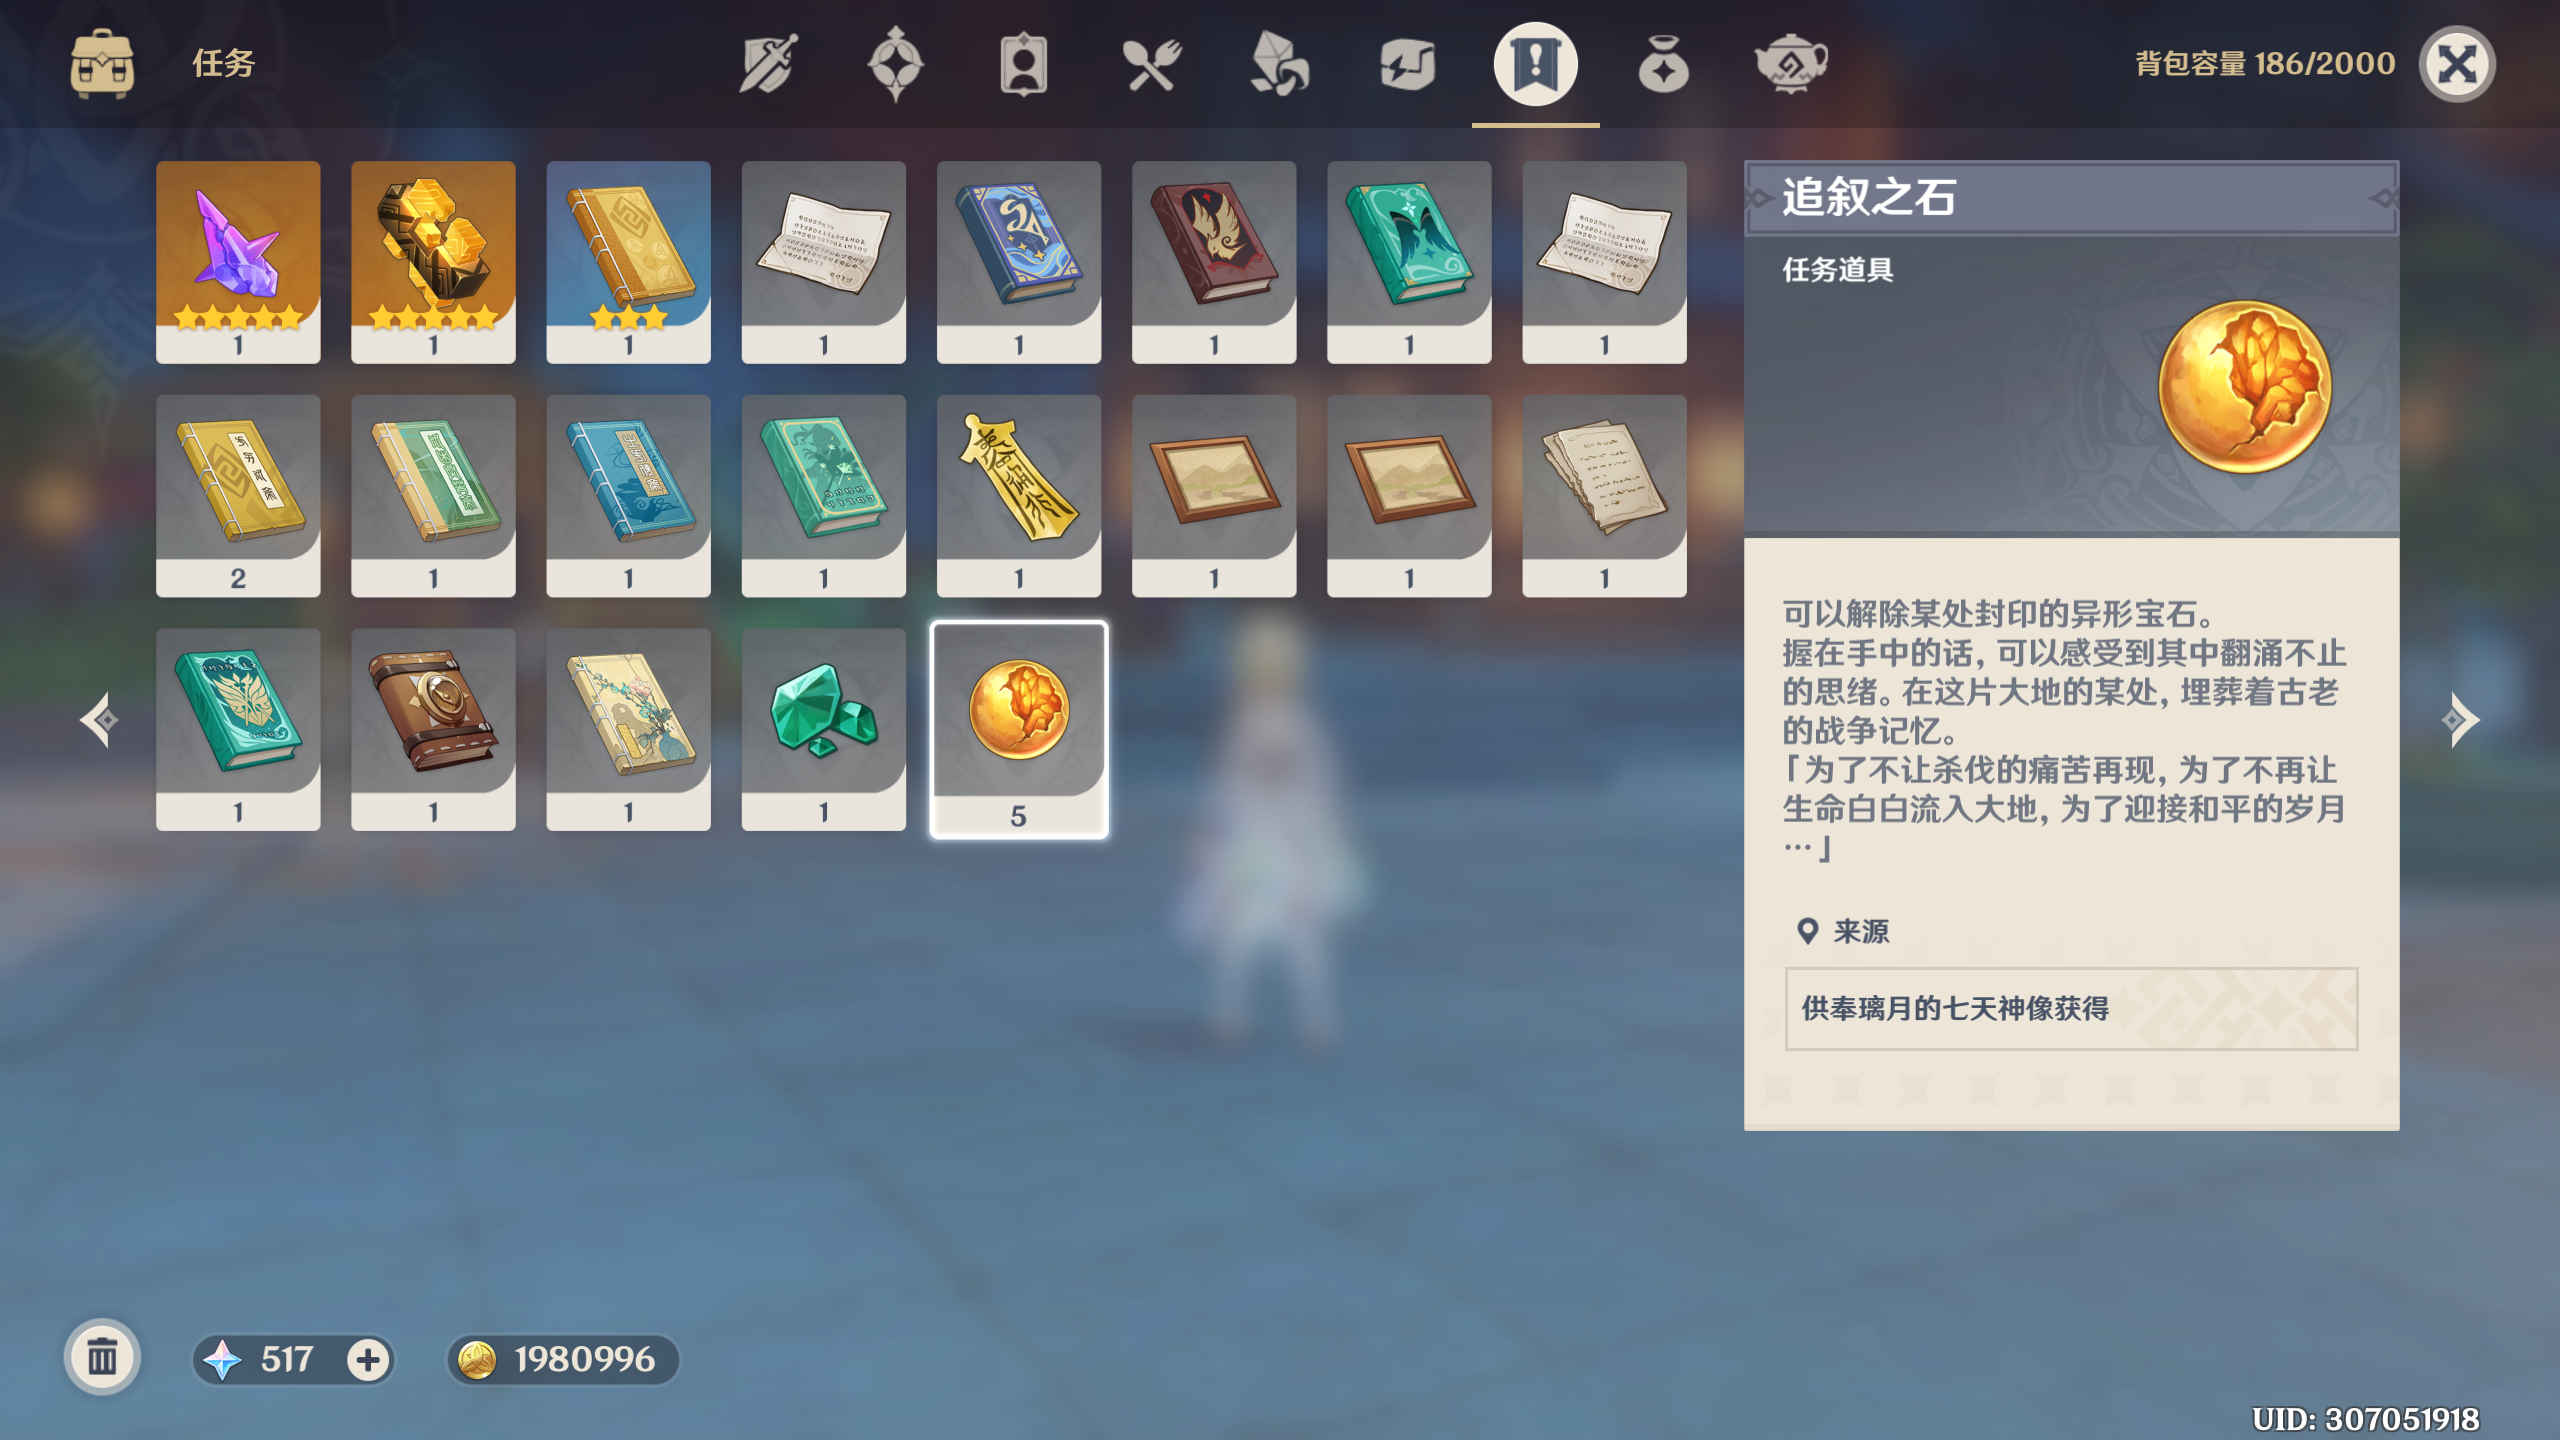 任务
背包容量 186/2000
1
1
1
1
1
1
1
1
2
1
1
1
1
1
1
1
1
1
1
1
5
追叙之石
任务道具
可以解除某处封印的异形宝石。
握在手中的话，可以感受到其中翻涌不止
的思绪。在这片大地的某处，埋葬着古老
的战争记忆。
「为了不让杀伐的痛苦再现，为了不再让
生命白白流入大地，为了迎接和平的岁月
…」
来源
供奉璃月的七天神像获得
517
1980996
UID: 307051918